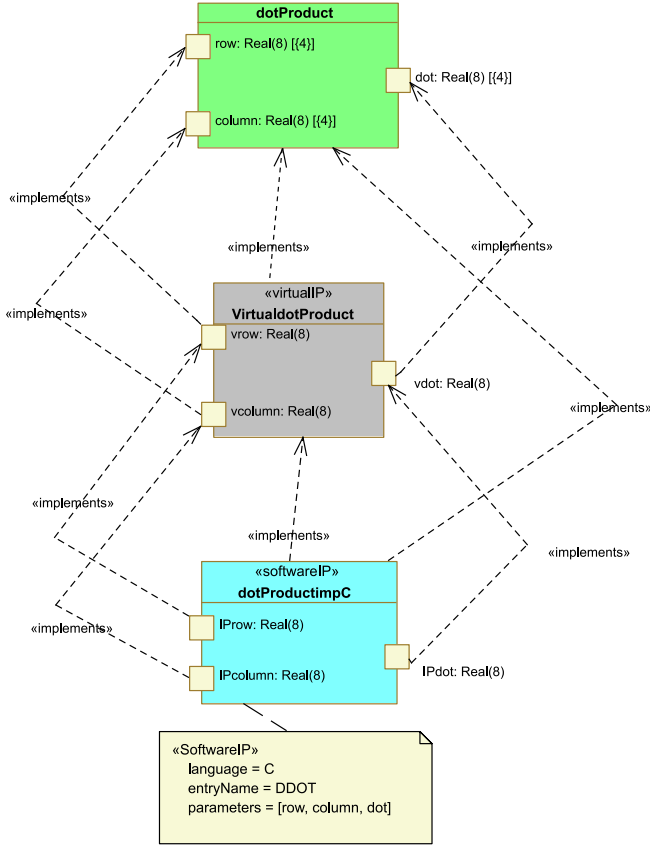 dotProduct
row: Real(8) [{4}]
dot: Real(8) [{4}]
column: Real(8) [{4}]
«implements»
«implements»
«implements»
«virtualIP»
«implements»
VirtualdotProduct
vrow: Real(8)
vdot: Real(8)
vcolumn: Real(8)
«implements»
«implements»
«implements»
«implements»
«softwareIP»
dotProductimpC
IProw: Real(8)
«implements»
IPcolumn: Real(8)
IPdot: Real(8)
«SoftwareIP»
language = C
entryName = DDOT
parameters = [row, column, dot]